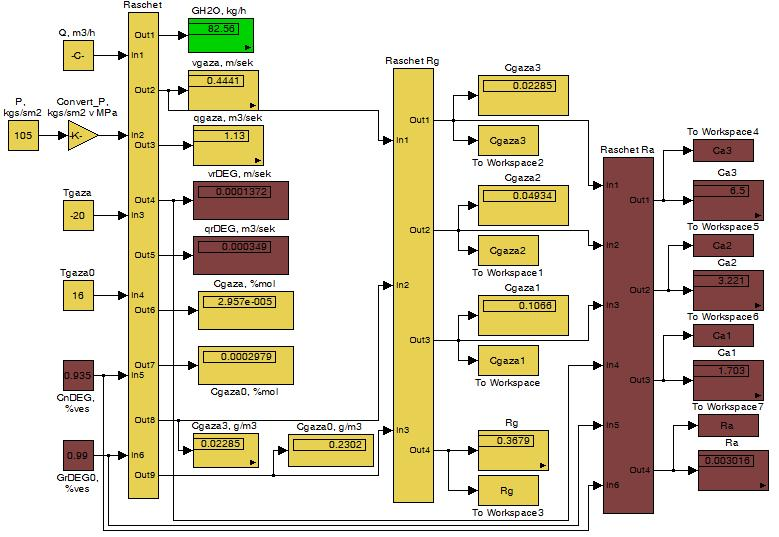 Raschet
Q, m3/h
-C-
In1
Out1
GH2O, kg/h
82.56
vgaza, m/sek
0.4441
Out2
P,
kgs/sm2
105
Convert_P,
kgs/sm2 v MPa
-K-
In2
Out3
qgaza, m3/sek
1.13
vrDEG, m/sek
0.0001372
Tgaza
-20
In3
Out4
qrDEG, m3/sek
0.000349
Out5
Tgaza0
16
In4
Cgaza, %mol
2.957e-005
Out6
0.0002979
Cgaza0, %mol
Out7
0.935
CnDEG,
%ves
In5
Out8
Cgaza3, g/m3
0.02285
Cgaza0, g/m3
0.2302
0.99
GrDEG0,
%ves
In6
Out9
Raschet Rg
In1
In2
In3
Out1
Out2
Out3
Out4
Cgaza3
0.02285
Cgaza3
To Workspace2
Cgaza2
0.04934
Cgaza2
To Workspace1
Cgaza1
0.1066
Cgaza1
To Workspace
Rg
0.3679
Rg
To Workspace3
Raschet Ra
In1
In2
In3
In4
In5
In6
Out1
Out2
Out3
Out4
To Workspace4
Ca3
Ca3
6.5
To Workspace5
Ca2
Ca2
3.221
To Workspace6
Ca1
Ca1
1.703
To Workspace7
Ra
Ra
0.003016